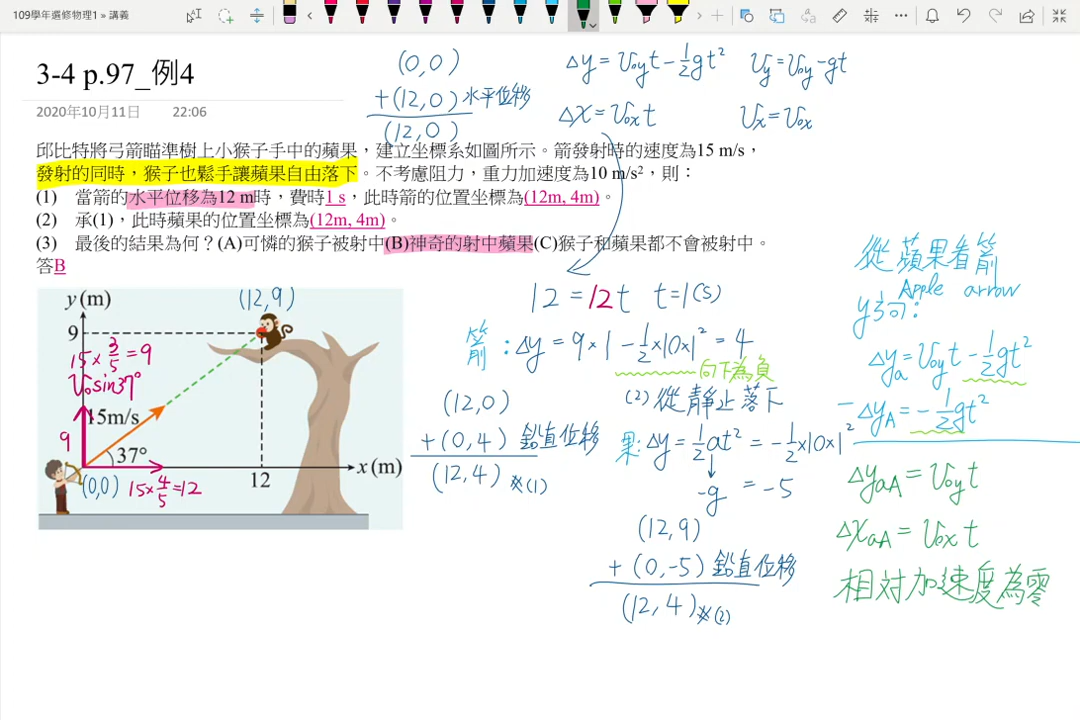 109學年選修物理1 » 講義
3-4 p.97_例4
2020年10月11日 22:06
(0,0)
+(12,0) 水平位移
(12,0)
Δy = v₀yt - ½gt² vy = v₀y - gt
Δx = v₀xt vx = v₀x
邱比特將弓箭瞄準樹上小猴子手中的蘋果，建立坐標系如圖所示。箭發射時的速度為15 m/s，
發射的同時，猴子也鬆手讓蘋果自由落下。不考慮阻力，重力加速度為10 m/s²，則：
(1) 當箭的水平位移為12 m時，費時1 s，此時箭的位置坐標為(12m, 4m)。
(2) 承(1)，此時蘋果的位置坐標為(12m, 4m)。
(3) 最後的結果為何？(A)可憐的猴子被射中(B)神奇的射中蘋果(C)猴子和蘋果都不會被射中。
答B
y (m)
(12,9)
9
15 × 3/5 = 9
v₀sin37°
15m/s
9
37°
x (m)
(0,0)
15 × 4/5 = 12
12
12 = 12t t = 1(s)
箭：Δy = 9×1 - ½×10×1² = 4
向下為負
(12,0)
+(0,4) 鉛直位移
(12,4) ※(1)
(2) 從靜止落下
果：Δy = ½at² = -½×10×1²
-g = -5
(12,9)
+(0,-5) 鉛直位移
(12,4) ※(2)
從蘋果看箭
Apple arrow
y方向：
Δya = v₀yt - ½gt²
- ΔyA = -½gt²
ΔyaA = v₀yt
ΔxaA = v₀xt
相對加速度為零